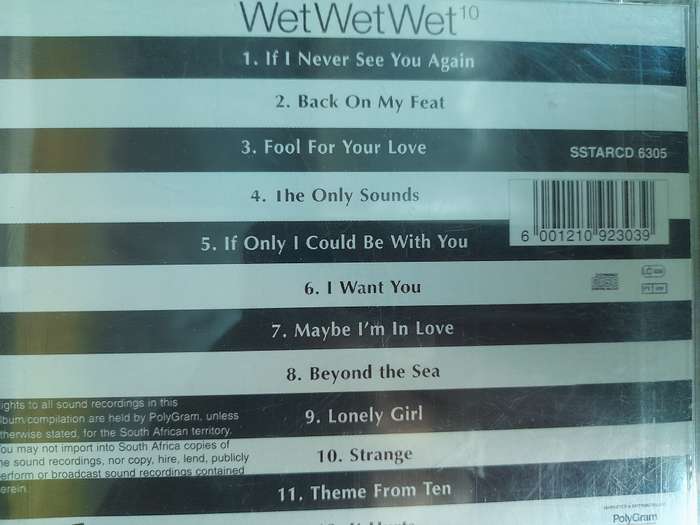 WetWetWet10
1. If I Never See You Again
2. Back On My Feat
3. Fool For Your Love
SSTARCD 6305
4. The Only Sounds
5. If Only I Could Be With You
6 001210 923039
6. I Want You
7. Maybe I'm In Love
8. Beyond the Sea
ights to all sound recordings in this
lbum/compilation are held by PolyGram, unless
therwise stated, for the South African territory.
ou may not import into South Africa copies of
e sound recordings, nor copy, hire, lend, publicly
erform or broadcast sound recordings contained
erein.
9. Lonely Girl
10. Strange
11. Theme From Ten
PolyGram